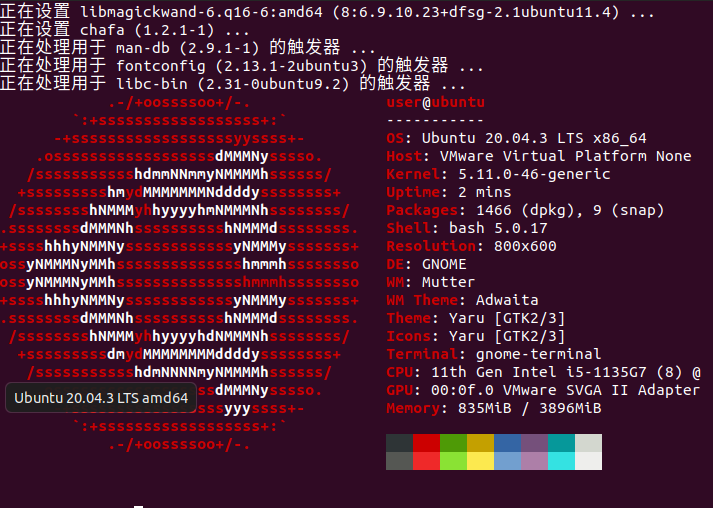 正在设置 libmagickwand-6.q16-6:amd64 (8:6.9.10.23+dfsg-2.1ubuntu11.4) ...
正在设置 chafa (1.2.1-1) ...
正在处理用于 man-db (2.9.1-1) 的触发器 ...
正在处理用于 fontconfig (2.13.1-2ubuntu3) 的触发器 ...
正在处理用于 libc-bin (2.31-0ubuntu9.2) 的触发器 ...
.-/+oossssoo+/-. user@ubuntu
`:+ssssssssssssssssss+:` -----------
-+ssssssssssssssssssyyssss+- OS: Ubuntu 20.04.3 LTS x86_64
.ossssssssssssssssssdMMMNysssso. Host: VMware Virtual Platform None
/ssssssssssshdmmNNmmyNMMMMhssssss/ Kernel: 5.11.0-46-generic
+ssssssssshmydMMMMMMMNddddyssssssss+ Uptime: 2 mins
/sssssssshNMMMyhhyyyyhmNMMMNhssssssss/ Packages: 1466 (dpkg), 9 (snap)
.ssssssssdMMMNhsssssssssshNMMMdssssssss. Shell: bash 5.0.17
+sssshhhyNMMNyssssssssssssyNMMMysssssss+ Resolution: 800x600
ossyNMMMNyMMhsssssssssssssshmmmhssssssso DE: GNOME
ossyNMMMNyMMhsssssssssssssshmmmhssssssso WM: Mutter
+sssshhhyNMMNyssssssssssssyNMMMysssssss+ WM Theme: Adwaita
.ssssssssdMMMNhsssssssssshNMMMdssssssss. Theme: Yaru [GTK2/3]
/sssssssshNMMMyhhyyyyhdNMMMNhssssssss/ Icons: Yaru [GTK2/3]
+sssssssssdmydMMMMMMMMddddyssssssss+ Terminal: gnome-terminal
/ssssssssssshdmNNNNmyNMMMMhssssss/ CPU: 11th Gen Intel i5-1135G7 (8) @
dMMMNysssso. GPU: 00:0f.0 VMware SVGA II Adapter
Ubuntu 20.04.3 LTS amd64
yyyssss+- Memory: 835MiB / 3896MiB
`:+ssssssssssssssssss+:`
.-/+oossssoo+/-.